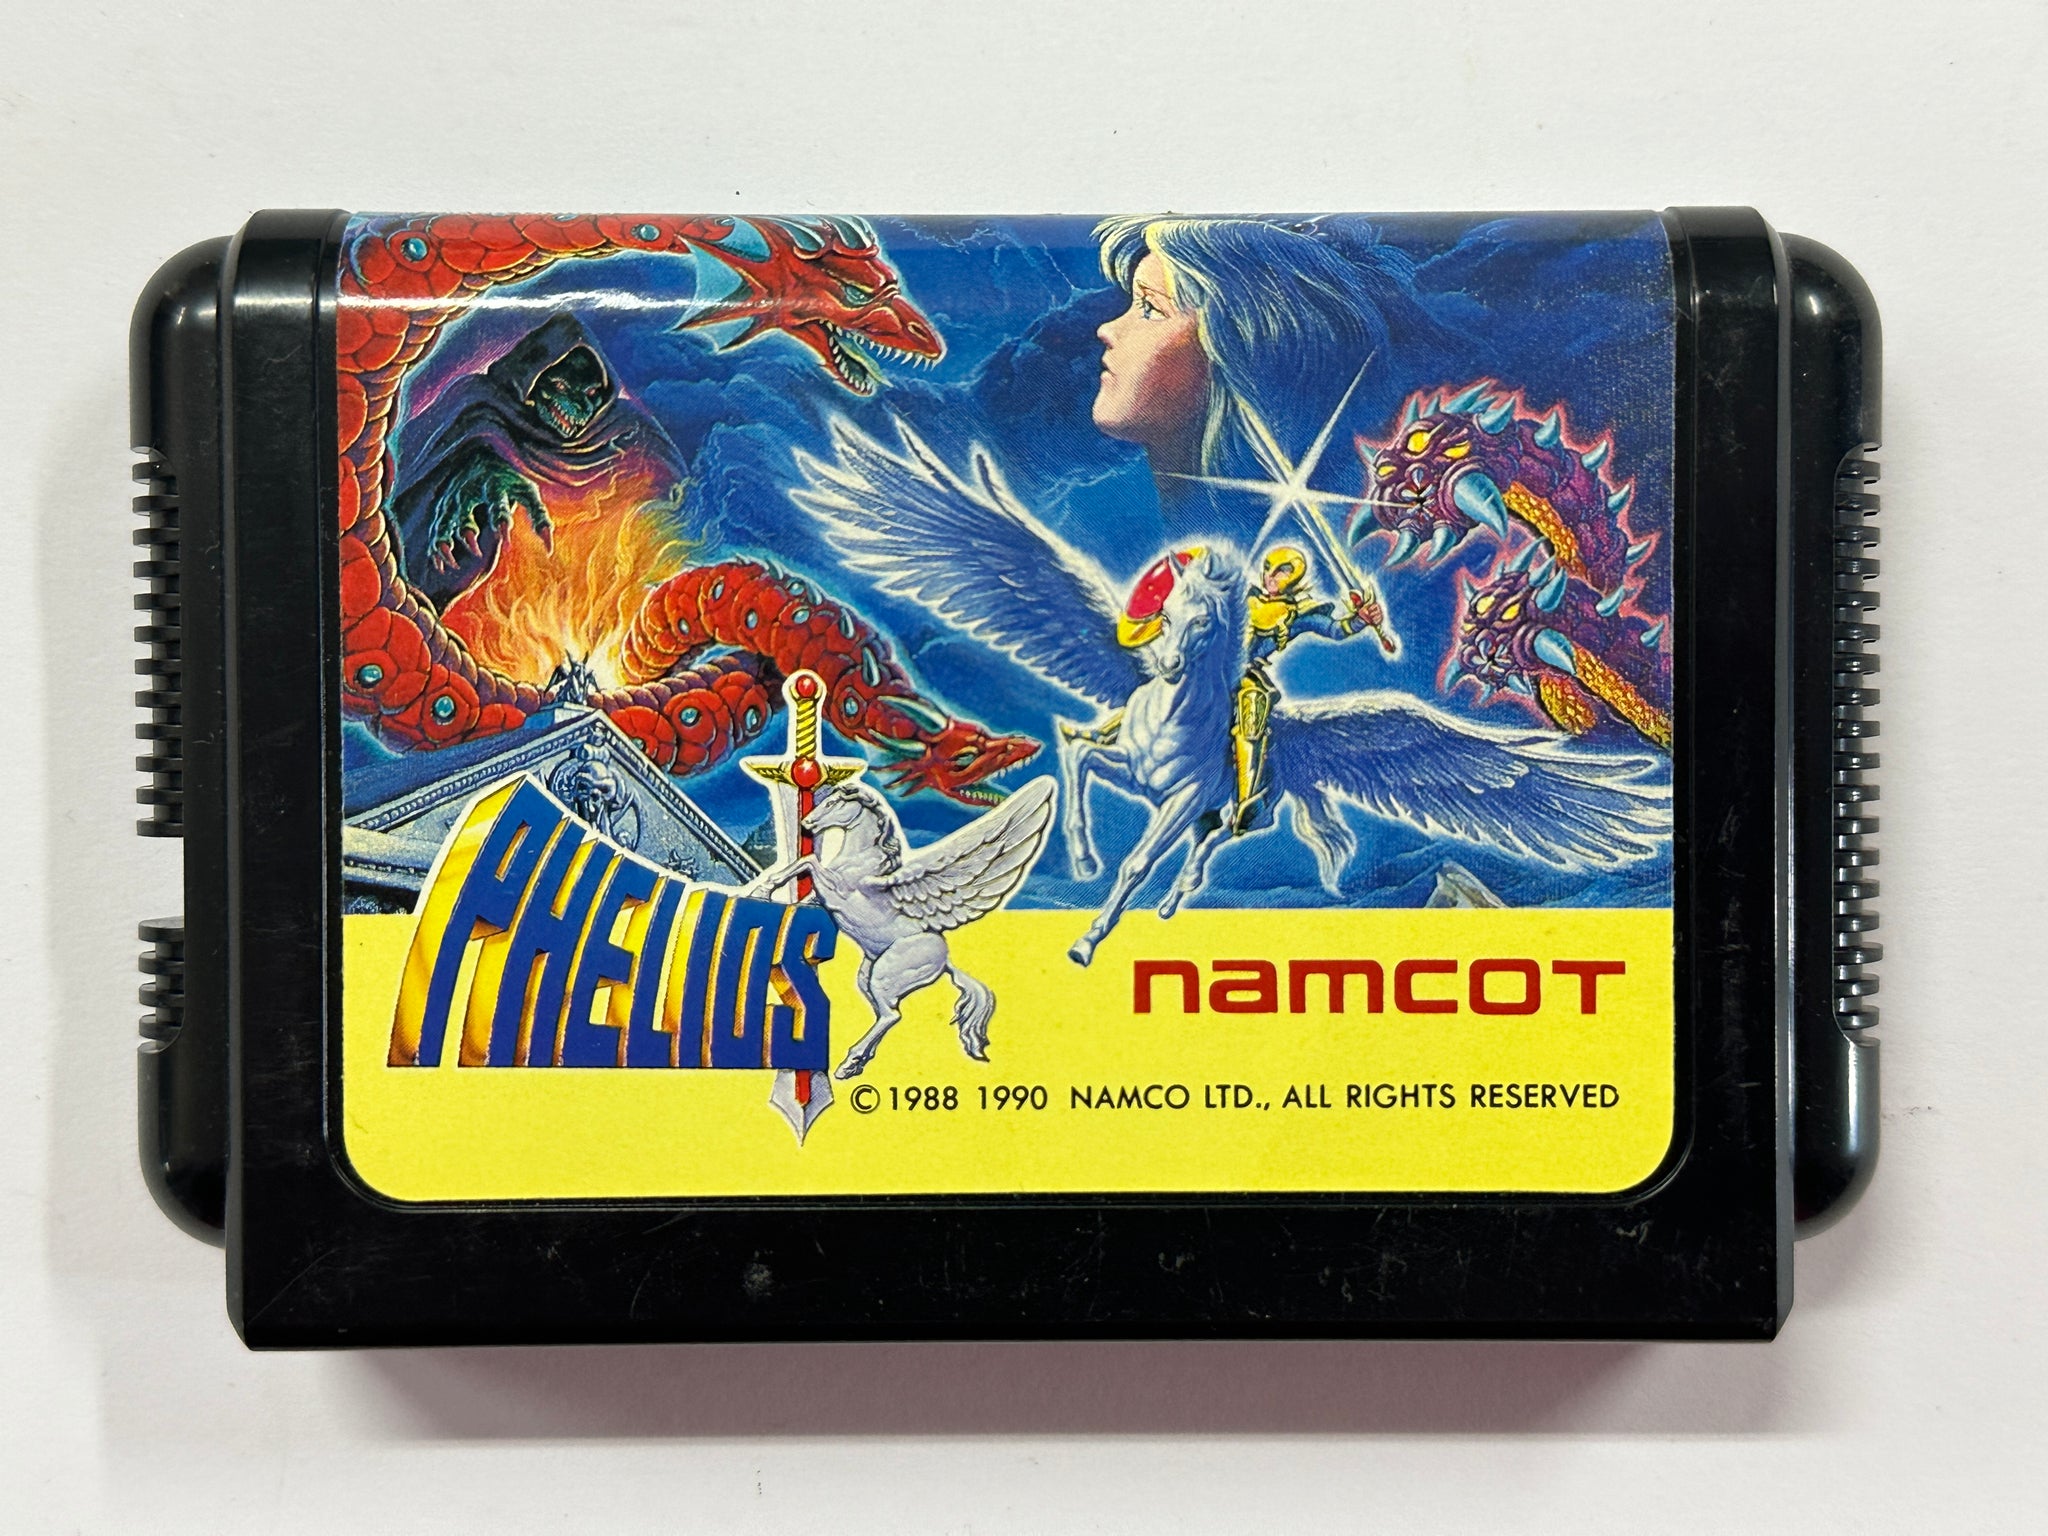 PHELIOS
namcoT
© 1988 1990 NAMCO LTD., ALL RIGHTS RESERVED